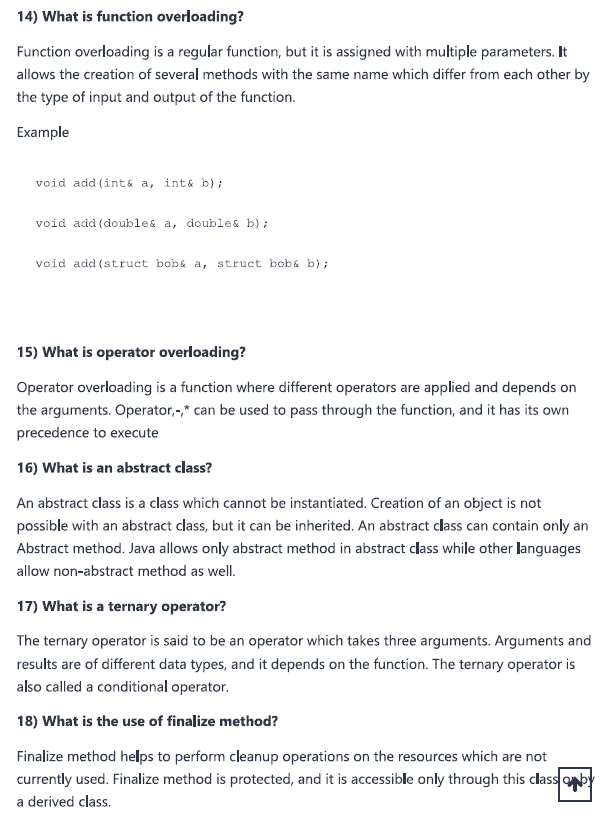 14) What is function overloading?
Function overloading is a regular function, but it is assigned with multiple parameters. It
allows the creation of several methods with the same name which differ from each other by
the type of input and output of the function.
Example
void add(int& a, int& b);
void add(double& a, double& b);
void add(struct bob& a, struct bob& b);
15) What is operator overloading?
Operator overloading is a function where different operators are applied and depends on
the arguments. Operator,-,* can be used to pass through the function, and it has its own
precedence to execute
16) What is an abstract class?
An abstract class is a class which cannot be instantiated. Creation of an object is not
possible with an abstract class, but it can be inherited. An abstract class can contain only an
Abstract method. Java allows only abstract method in abstract class while other languages
allow non-abstract method as well.
17) What is a ternary operator?
The ternary operator is said to be an operator which takes three arguments. Arguments and
results are of different data types, and it depends on the function. The ternary operator is
also called a conditional operator.
18) What is the use of finalize method?
Finalize method helps to perform cleanup operations on the resources which are not
currently used. Finalize method is protected, and it is accessible only through this class or by
a derived class.